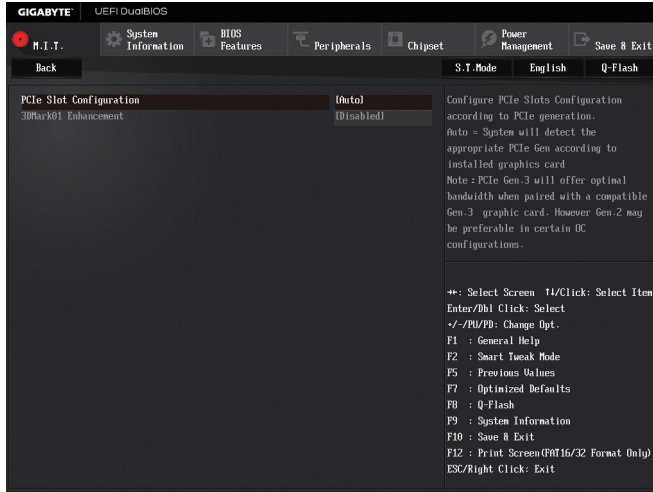 GIGABYTE™ UEFI DualBIOS
M.I.T. System Information BIOS Features Peripherals Chipset Power Management Save & Exit
Back S.T.Mode English Q-Flash
PCIe Slot Configuration [Auto]
3DMark01 Enhancement [Disabled]
Configure PCIe Slots Configuration
according to PCIe generation.
Auto = System will detect the
appropriate PCIe Gen according to
installed graphics card
Note : PCIe Gen.3 will offer optimal
bandwidth when paired with a compatible
Gen.3 graphic card. However Gen.2 may
be preferable in certain OC
configurations.
→←: Select Screen ↑↓/Click: Select Item
Enter/Dbl Click: Select
+/-/PU/PD: Change Opt.
F1 : General Help
F2 : Smart Tweak Mode
F5 : Previous Values
F7 : Optimized Defaults
F8 : Q-Flash
F9 : System Information
F10 : Save & Exit
F12 : Print Screen(FAT16/32 Format Only)
ESC/Right Click: Exit